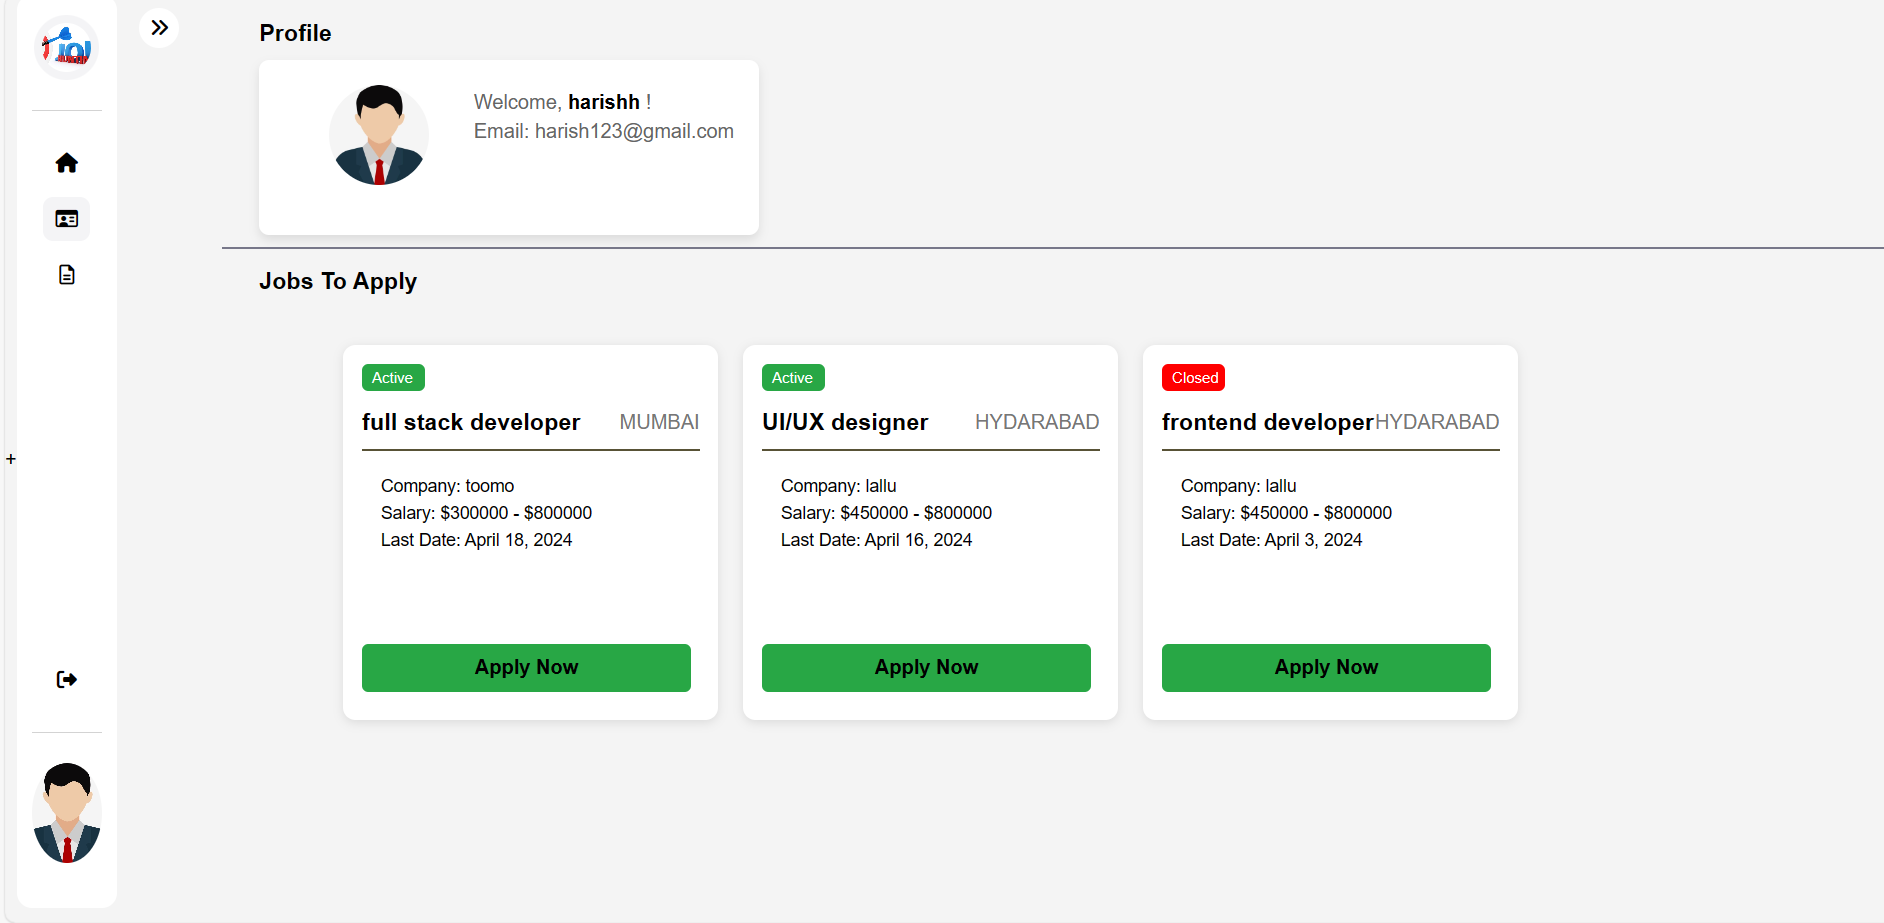 Profile
Welcome, harishh !
Email: harish123@gmail.com
Jobs To Apply
Active
full stack developer MUMBAI
Company: toomo
Salary: $300000 - $800000
Last Date: April 18, 2024
Apply Now
Active
UI/UX designer HYDARABAD
Company: lallu
Salary: $450000 - $800000
Last Date: April 16, 2024
Apply Now
Closed
frontend developer HYDARABAD
Company: lallu
Salary: $450000 - $800000
Last Date: April 3, 2024
Apply Now
+